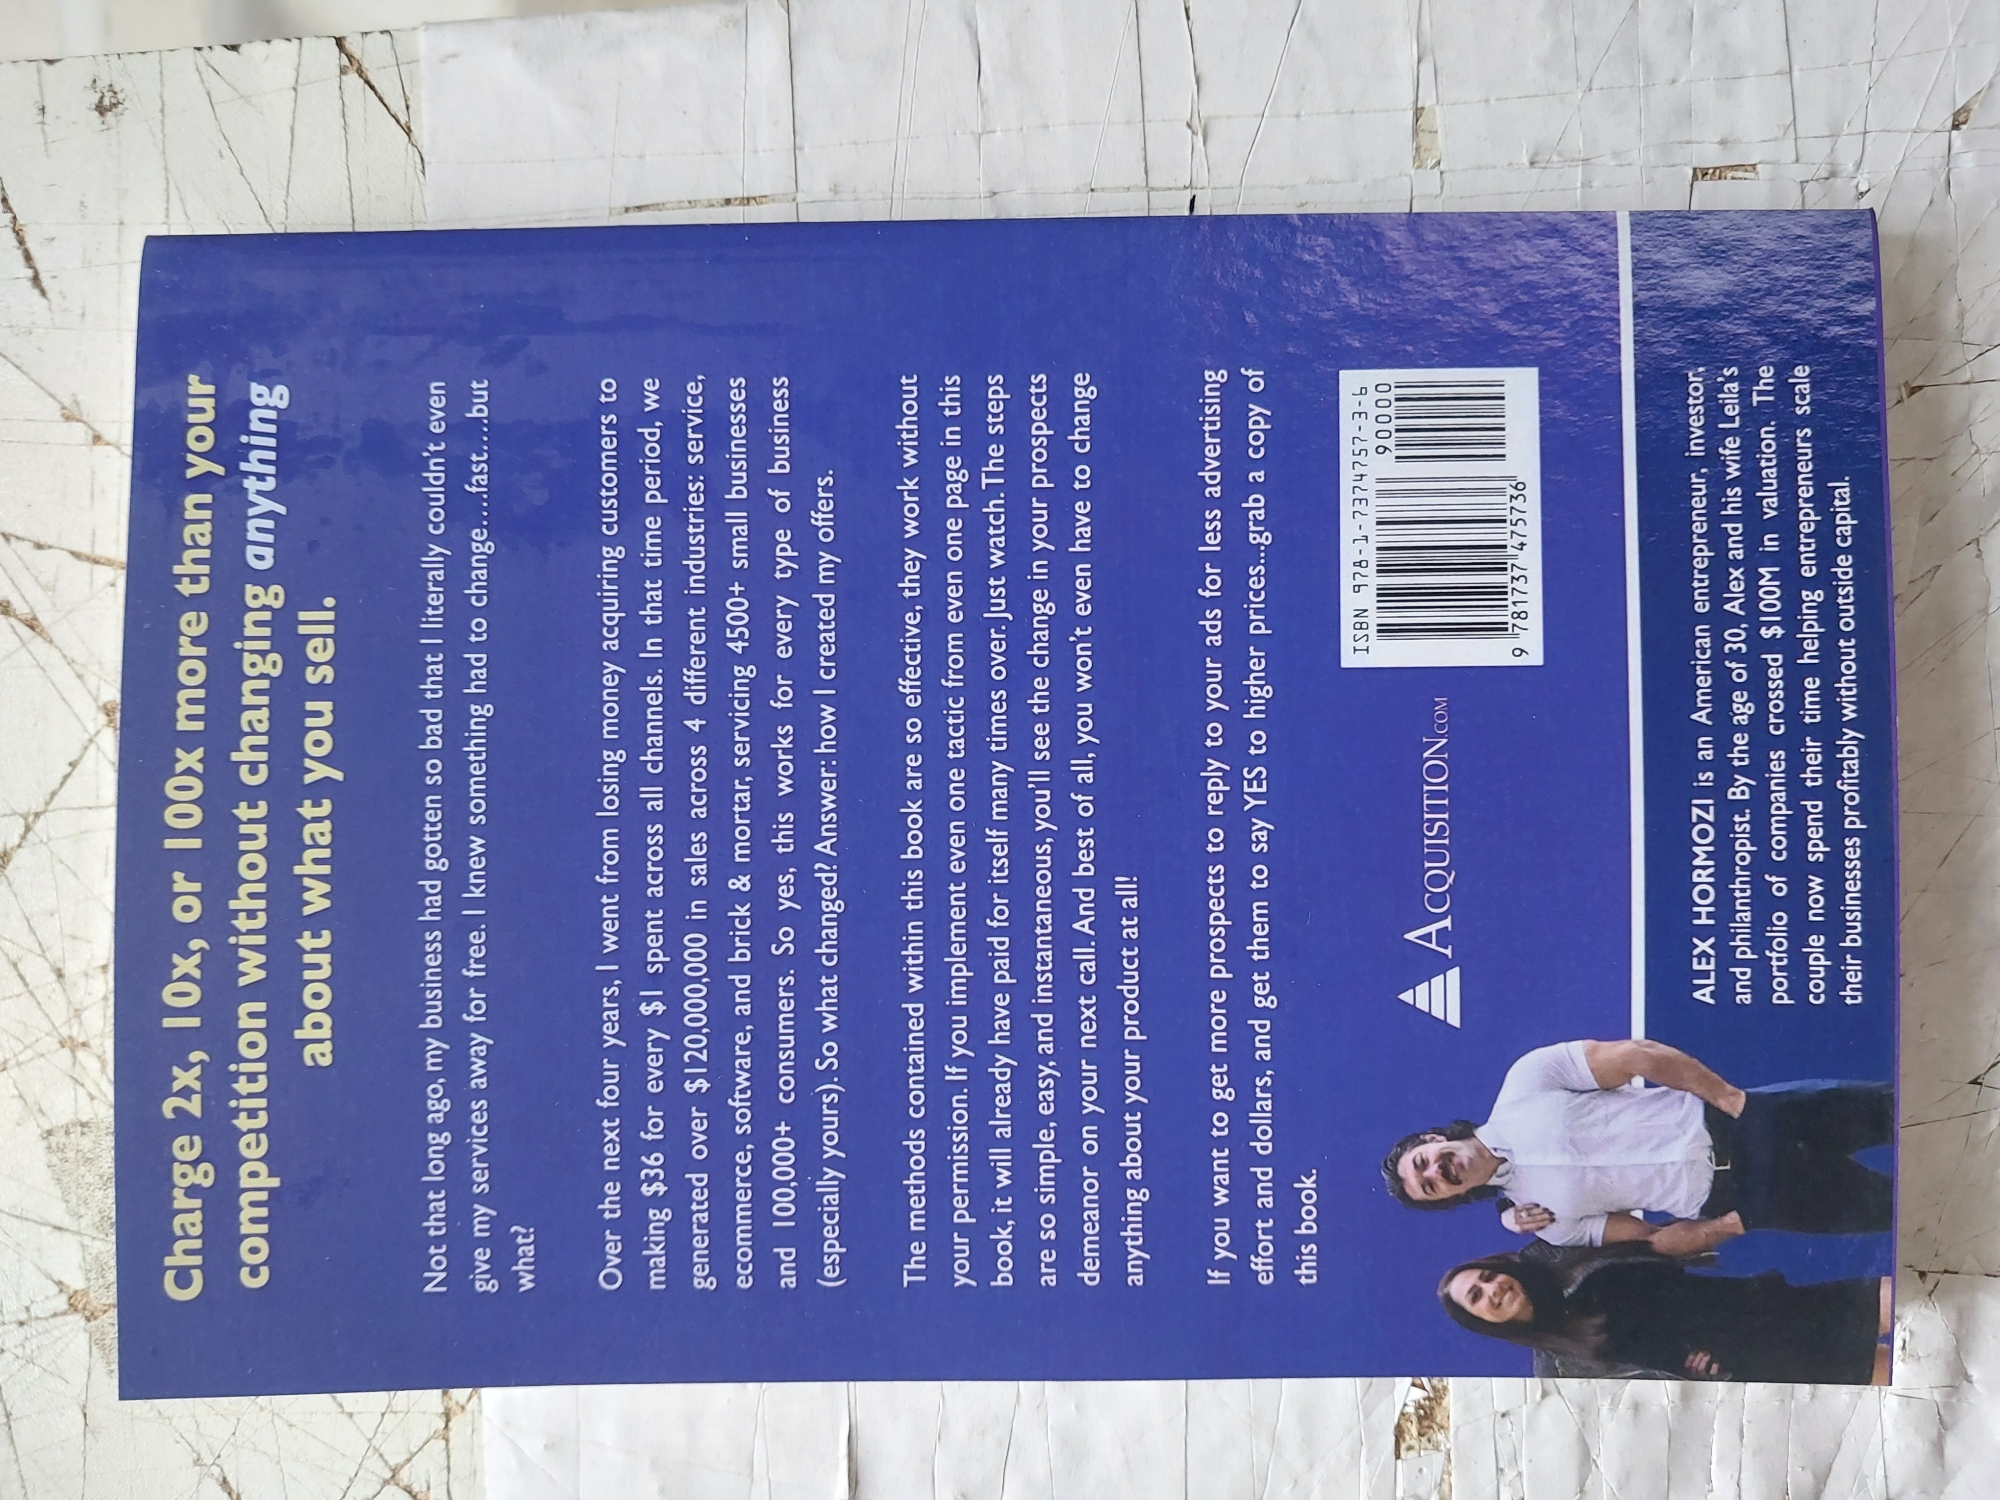 Charge 2x, 10x, or 100x more than your
competition without changing anything
about what you sell.
Not that long ago, my business had gotten so bad that I literally couldn't even
give my services away for free. I knew something had to change....fast....but
what?
Over the next four years, I went from losing money acquiring customers to
making $36 for every $1 spent across all channels. In that time period, we
generated over $120,000,000 in sales across 4 different industries: service,
ecommerce, software, and brick & mortar, servicing 4500+ small businesses
and 100,000+ consumers. So yes, this works for every type of business
(especially yours). So what changed? Answer: how I created my offers.
The methods contained within this book are so effective, they work without
your permission. If you implement even one tactic from even one page in this
book, it will already have paid for itself many times over. Just watch. The steps
are so simple, easy, and instantaneous, you'll see the change in your prospects
demeanor on your next call. And best of all, you won't even have to change
anything about your product at all!
If you want to get more prospects to reply to your ads for less advertising
effort and dollars, and get them to say YES to higher prices...grab a copy of
this book.
ACQUISITION.COM
ISBN 978-1-7374757-3-6
90000
9 781737 475736
ALEX HORMOZI is an American entrepreneur, investor,
and philanthropist. By the age of 30, Alex and his wife Leila's
portfolio of companies crossed $100M in valuation. The
couple now spend their time helping entrepreneurs scale
their businesses profitably without outside capital.